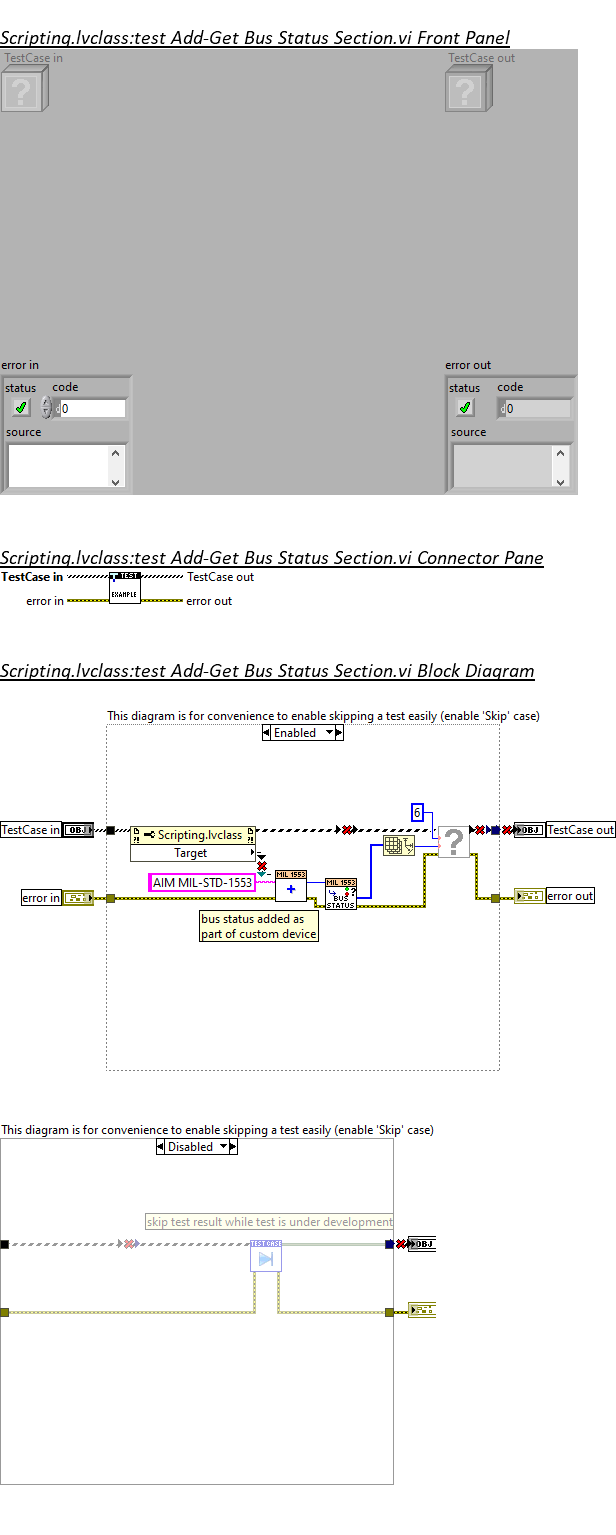 Scripting.lvclass:test Add-Get Bus Status Section.vi Front Panel
TestCase in
TestCase out
?
?
error in
error out
status
code
status
code
d
0
d
0
source
source
Scripting.lvclass:test Add-Get Bus Status Section.vi Connector Pane
TestCase in
TEST
TestCase out
error in
EXAMPLE
error out
Scripting.lvclass:test Add-Get Bus Status Section.vi Block Diagram
This diagram is for convenience to enable skipping a test easily (enable 'Skip' case)
Enabled
6
TestCase in
OBJ
Scripting.lvclass
?
OBJ
TestCase out
Target
AIM MIL-STD-1553
MIL 1553
+
MIL 1553
?
BUS
STATUS
error in
error out
bus status added as
part of custom device
This diagram is for convenience to enable skipping a test easily (enable 'Skip' case)
Disabled
skip test result while test is under development
TEST CASE
OBJ